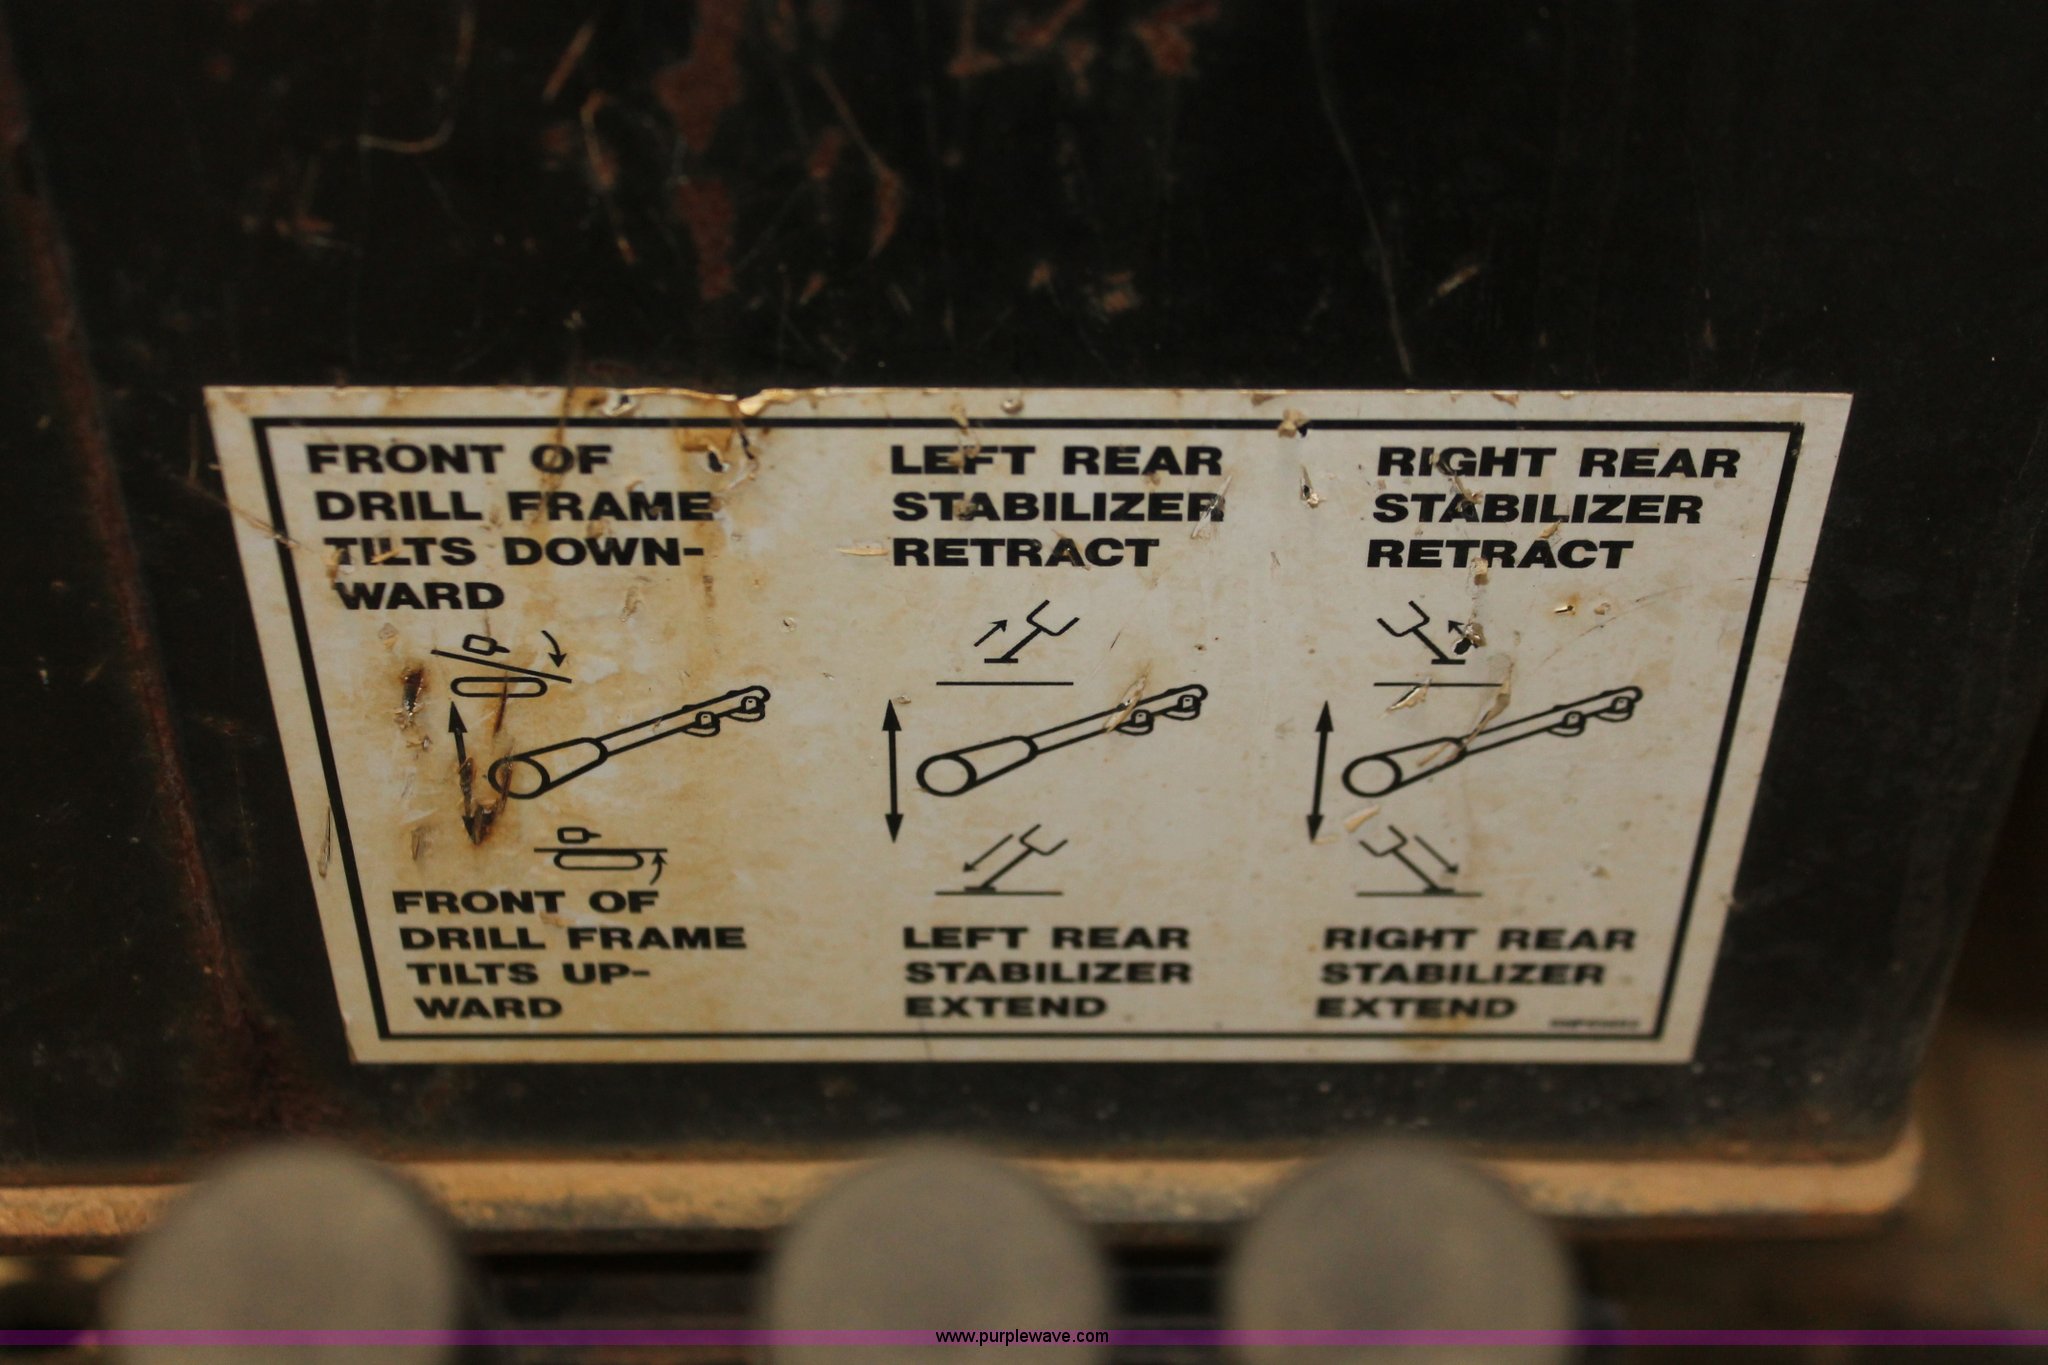 FRONT OF
DRILL FRAME
TILTS DOWN-
WARD
LEFT REAR
STABILIZER
RETRACT
RIGHT REAR
STABILIZER
RETRACT
FRONT OF
DRILL FRAME
TILTS UP-
WARD
LEFT REAR
STABILIZER
EXTEND
RIGHT REAR
STABILIZER
EXTEND
www.purplewave.com